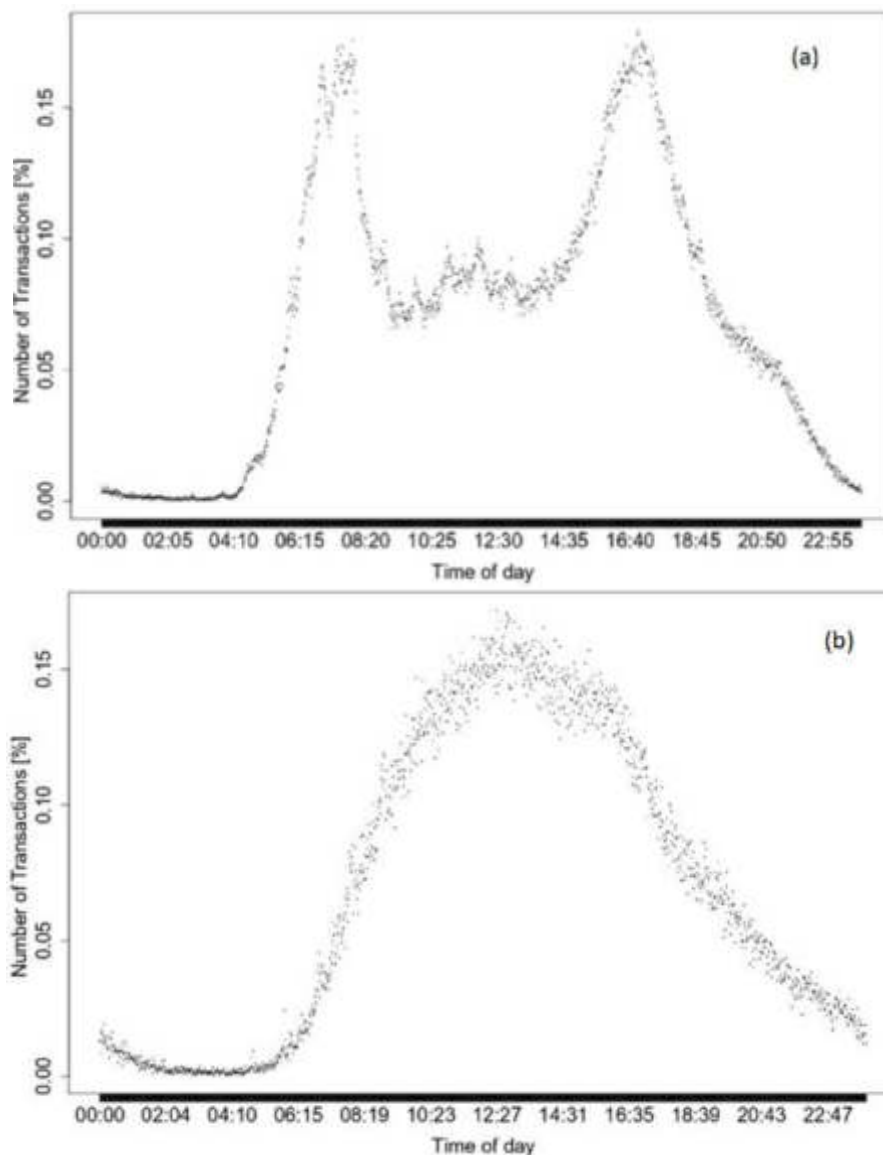 (a)
Number of Transactions [%]
0.15
0.10
0.05
0.00
00:00 02:05 04:10 06:15 08:20 10:25 12:30 14:35 16:40 18:45 20:50 22:55
Time of day
(b)
Number of Transactions [%]
0.15
0.10
0.05
0.00
00:00 02:04 04:10 06:15 08:19 10:23 12:27 14:31 16:35 18:39 20:43 22:47
Time of day